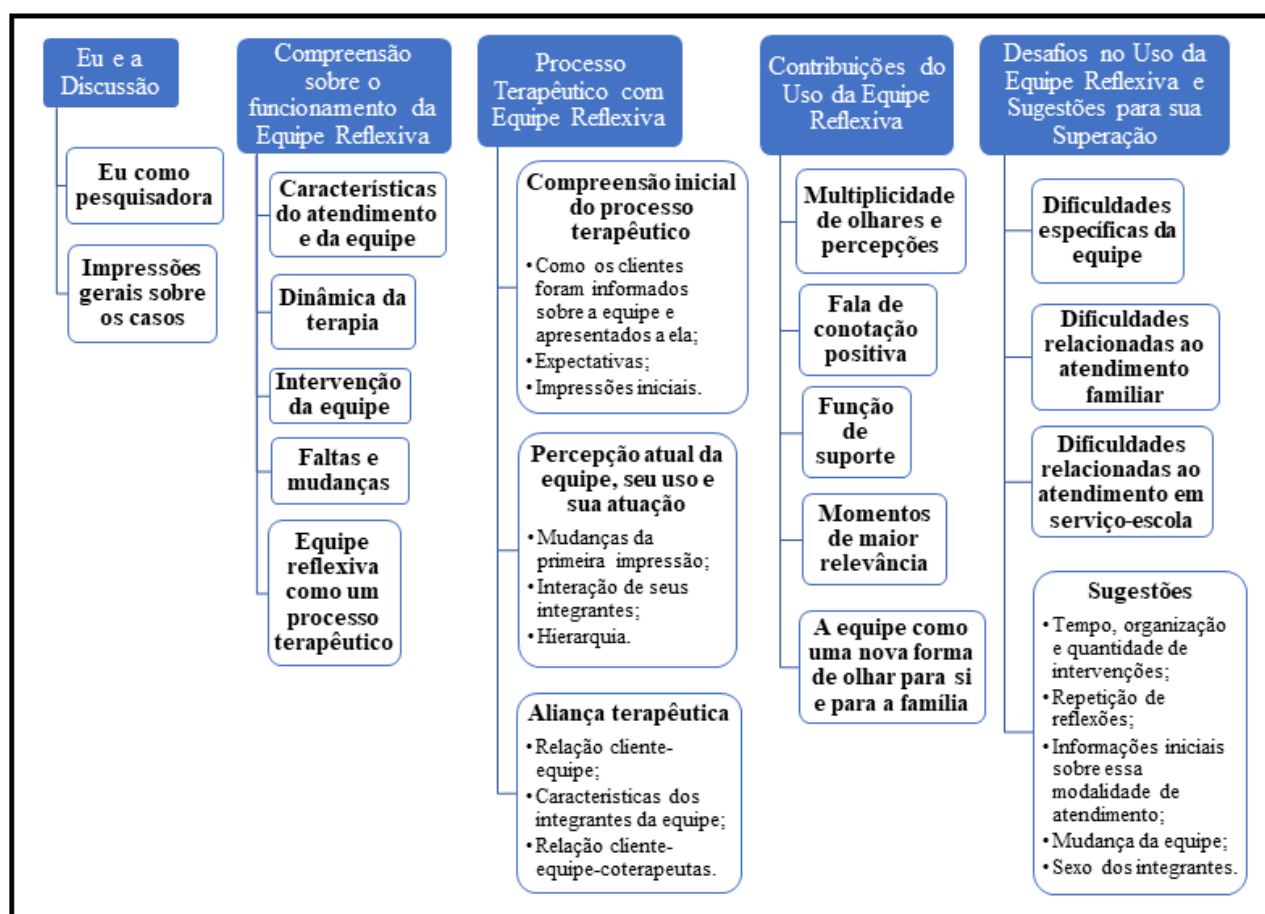 Eu e a
Discussão
Eu como
pesquisadora
Impressões
gerais sobre
os casos
Compreensão
sobre o
funcionamento da
Equipe Reflexiva
Características
do atendimento
e da equipe
Dinâmica da
terapia
Intervenção
da equipe
Faltas e
mudanças
Equipe
reflexiva
como um
processo
terapêutico
Processo
Terapêutico com
Equipe Reflexiva
Compreensão inicial
do processo
terapêutico
•Como os clientes
foram informados
sobre a equipe e
apresentados a ela;
•Expectativas;
•Impressões iniciais.
Percepção atual da
equipe, seu uso e
sua atuação
•Mudanças da
primeira impressão;
•Interação de seus
integrantes;
•Hierarquia.
Aliança terapêutica
•Relação cliente-
equipe;
•Características dos
integrantes da equipe;
•Relação cliente-
equipe-coterapeutas.
Contribuições do
Uso da Equipe
Reflexiva
Multiplicidade
de olhares e
percepções
Fala de
conotação
positiva
Função
de
suporte
Momentos
de maior
relevância
A equipe como
uma nova forma
de olhar para si
e para a família
Desafios no Uso da
Equipe Reflexiva e
Sugestões para sua
Superação
Dificuldades
específicas da
equipe
Dificuldades
relacionadas ao
atendimento
familiar
Dificuldades
relacionadas ao
atendimento em
serviço-escola
Sugestões
•Tempo, organização
e quantidade de
intervenções;
•Repetição de
reflexões;
•Informações iniciais
sobre essa
modalidade de
atendimento;
•Mudança da equipe;
•Sexo dos integrantes.